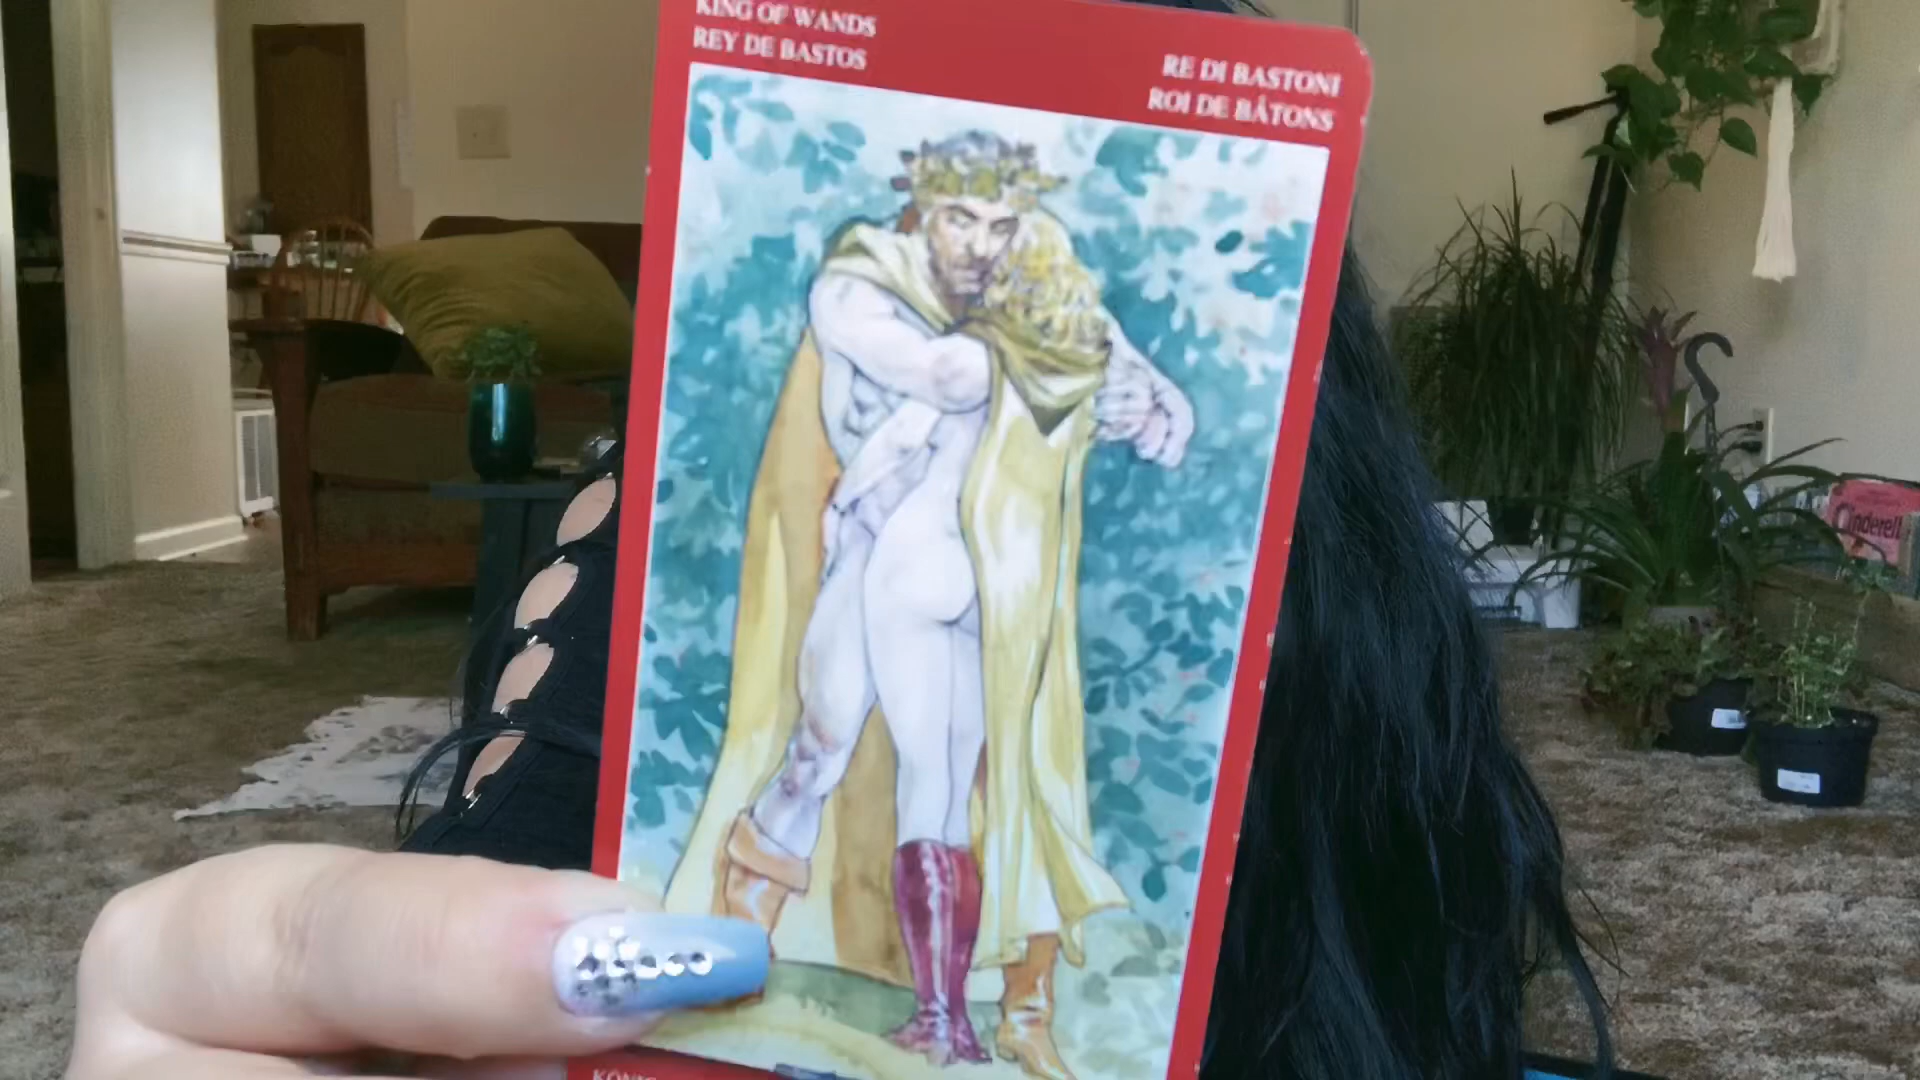 KING OF WANDS
REY DE BASTOS
RE DI BASTONI
ROI DE BÂTONS
Cinderell